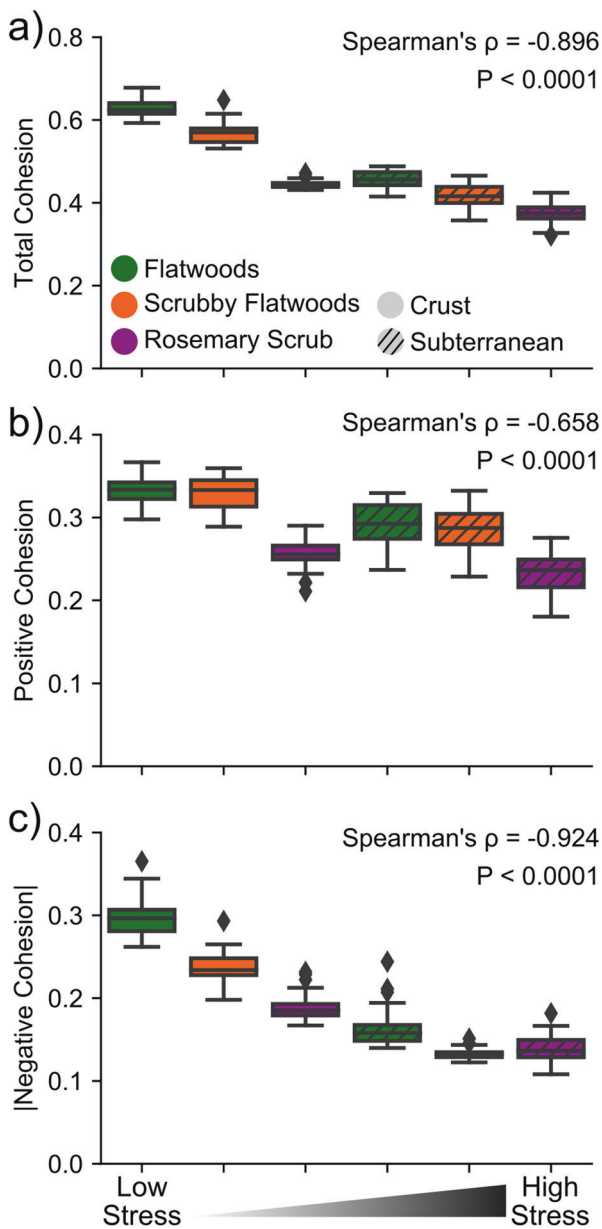 a)
Spearman's ρ = -0.896
P < 0.0001
Total Cohesion
0.8
0.6
0.4
0.2
0.0
Flatwoods
Scrubby Flatwoods
Crust
Rosemary Scrub
Subterranean
b)
Spearman's ρ = -0.658
P < 0.0001
Positive Cohesion
0.4
0.3
0.2
0.1
0.0
c)
Spearman's ρ = -0.924
P < 0.0001
|Negative Cohesion|
0.4
0.3
0.2
0.1
0.0
Low
Stress
High
Stress